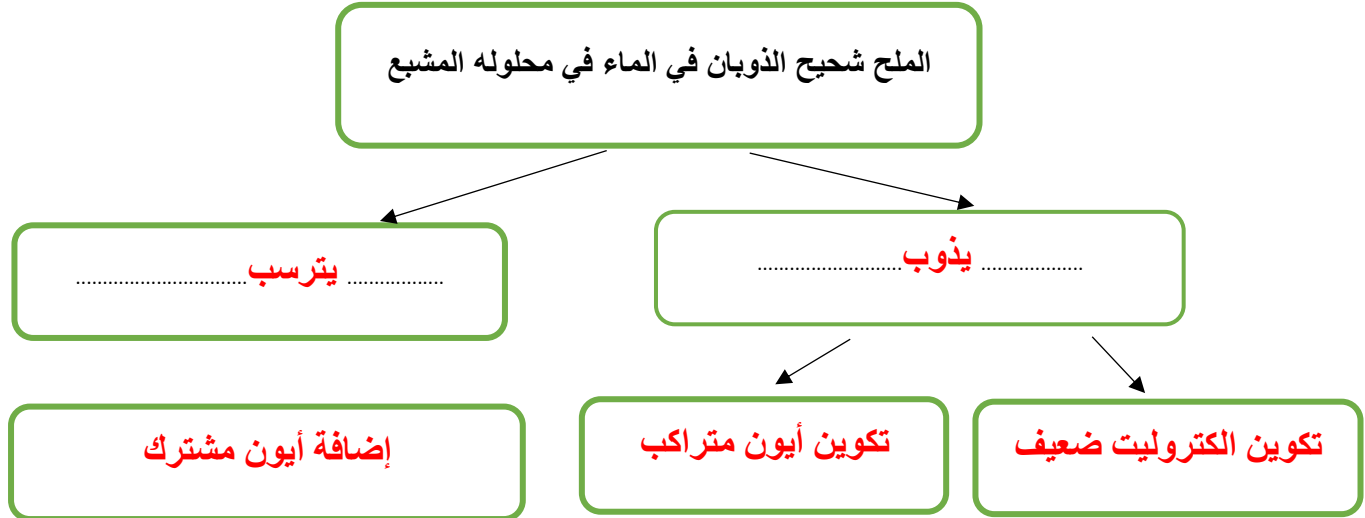 الملح شحيح الذوبان في الماء في محلوله المشبع
................... يذوب...........................
.................. يترسب................................
تكوين الكتروليت ضعيف
تكوين أيون متراكب
إضافة أيون مشترك